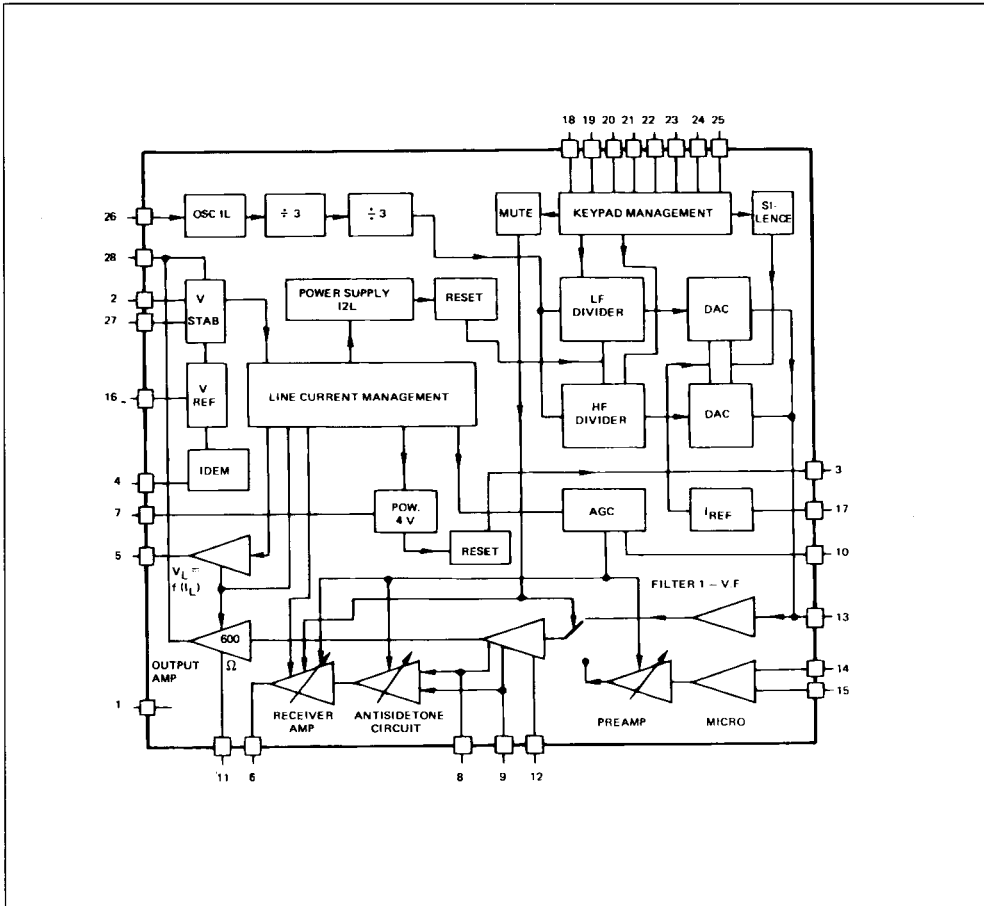 18 19 20 21 22 23 24 25
26
OSC IL
÷ 3
÷ 3
MUTE
KEYPAD MANAGEMENT
SI-
LENCE
28
2
27
V
STAB
POWER SUPPLY
I2L
RESET
LF
DIVIDER
DAC
16
V
REF
LINE CURRENT MANAGEMENT
HF
DIVIDER
DAC
4
IDEM
3
7
POW.
4 V
AGC
IREF
17
5
RESET
10
VL =
f (IL)
FILTER 1 – V F
13
600
Ω
OUTPUT
AMP
14
15
1
RECEIVER
AMP
ANTISIDETONE
CIRCUIT
PREAMP
MICRO
11 6 8 9 12